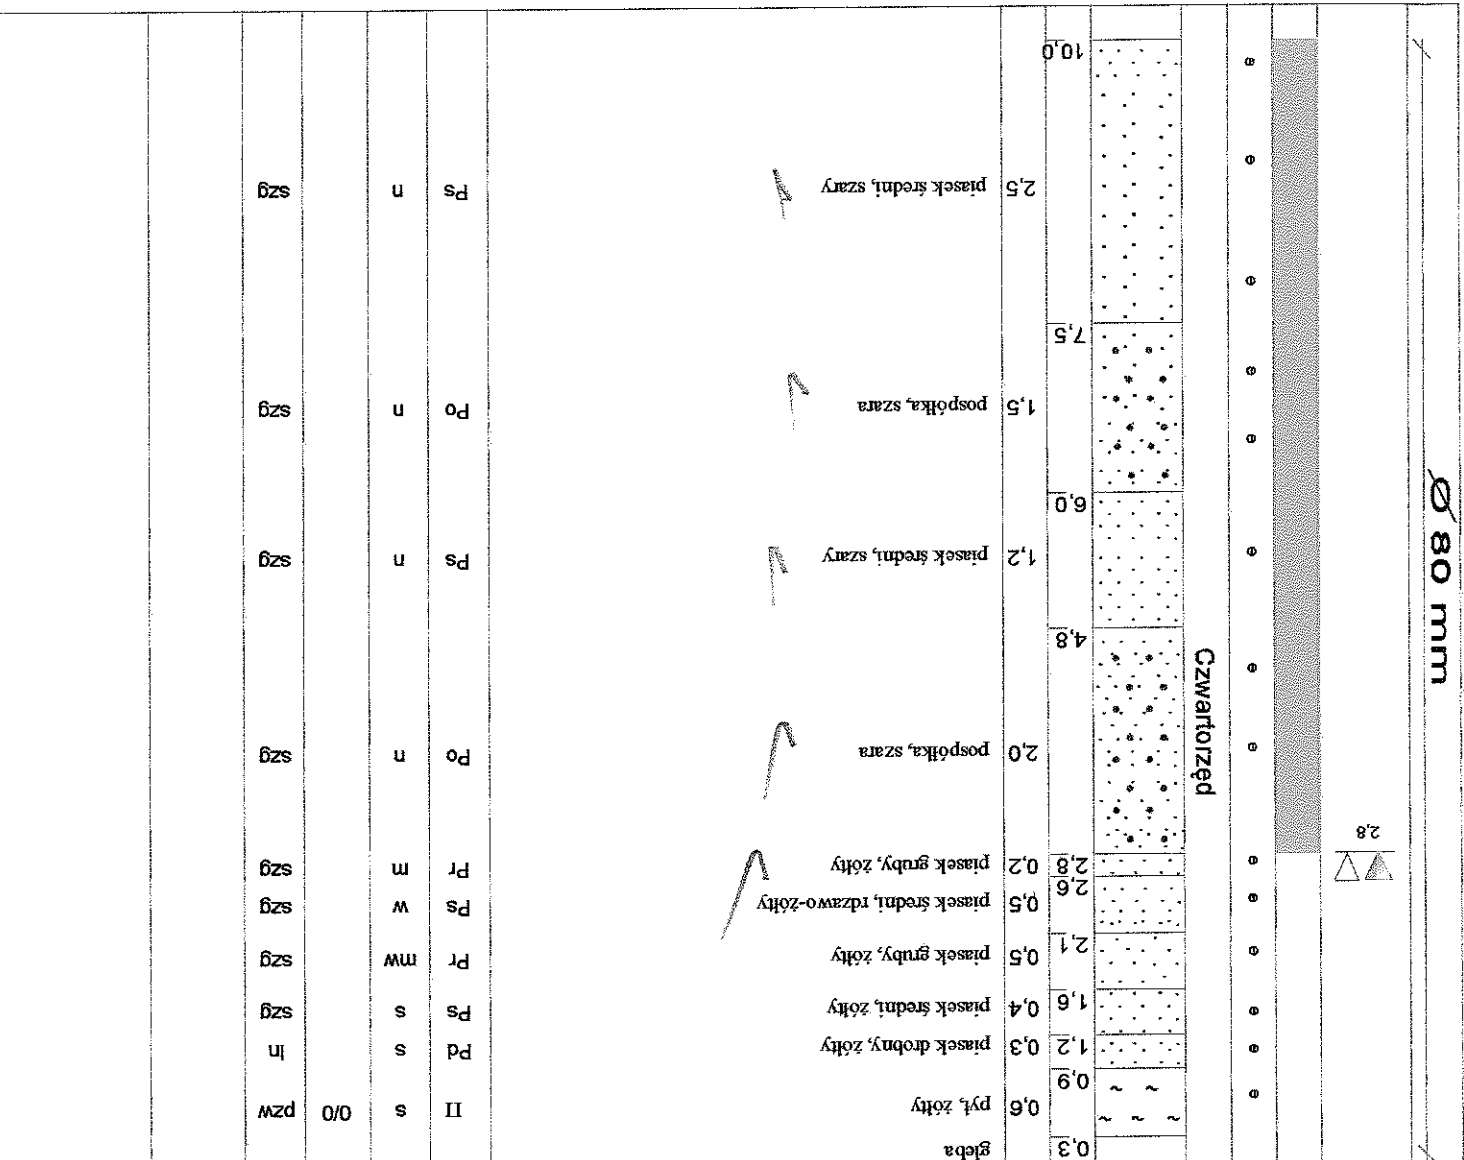 Ø 80 mm
2,8
Czwartorzęd
0,3 gleba
0,9 0,6 pył, żółty Π s 0/0 pzw
1,2 0,3 piasek drobny, żółty Pd s ln
1,6 0,4 piasek średni, żółty Ps s szg
2,1 0,5 piasek gruby, żółty Pr mw szg
2,6 0,5 piasek średni, rdzawo-żółty Ps w szg
2,8 0,2 piasek gruby, żółty Pr m szg
4,8 2,0 pospółka, szara Po n szg
6,0 1,2 piasek średni, szary Ps n szg
7,5 1,5 pospółka, szara Po n szg
10,0 2,5 piasek średni, szary Ps n szg